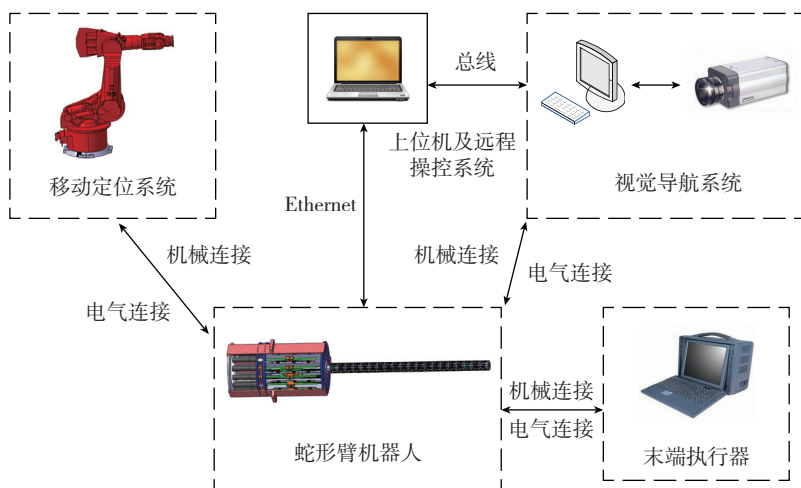 总线
上位机及远程
操控系统
移动定位系统
视觉导航系统
Ethernet
机械连接
电气连接
机械连接
电气连接
机械连接
电气连接
蛇形臂机器人
末端执行器